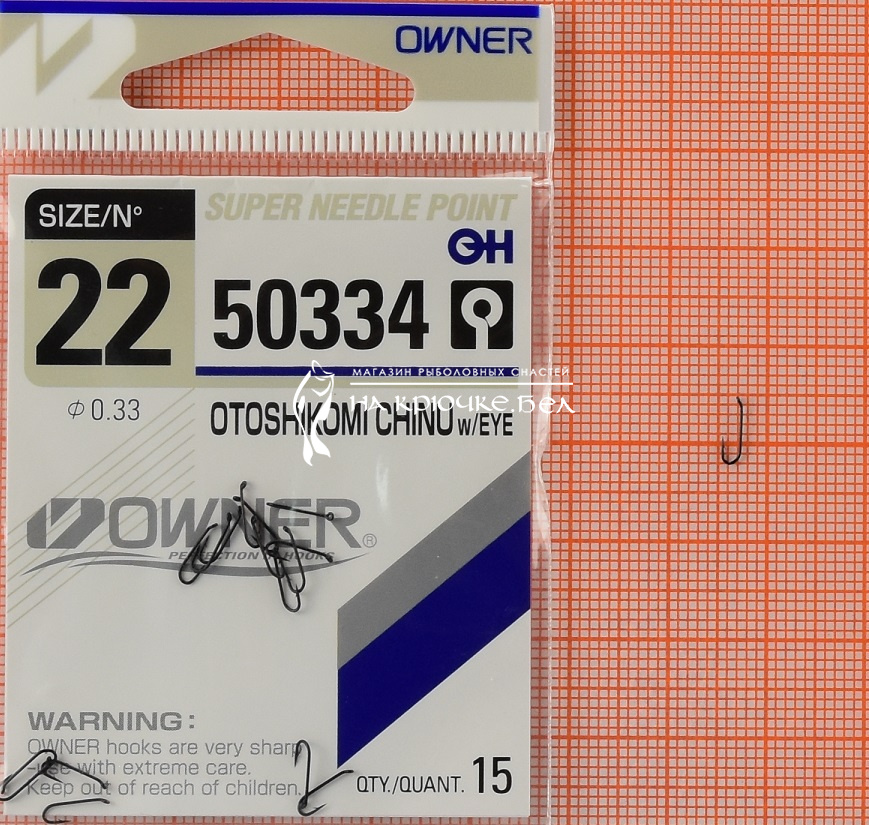 OWNER
SIZE/Nº
SUPER NEEDLE POINT
GH
22
50334
МАГАЗИН РЫБОЛОВНЫХ СНАСТЕЙ
НА КРЮЧКЕ.БЕЛ
φ 0.33
OTOSHIKOMI CHINU W/EYE
OWNER®
PERFECTION IN HOOKS
WARNING:
OWNER hooks are very sharp
-use with extreme care.
Keep out of reach of children.
QTY./QUANT. 15